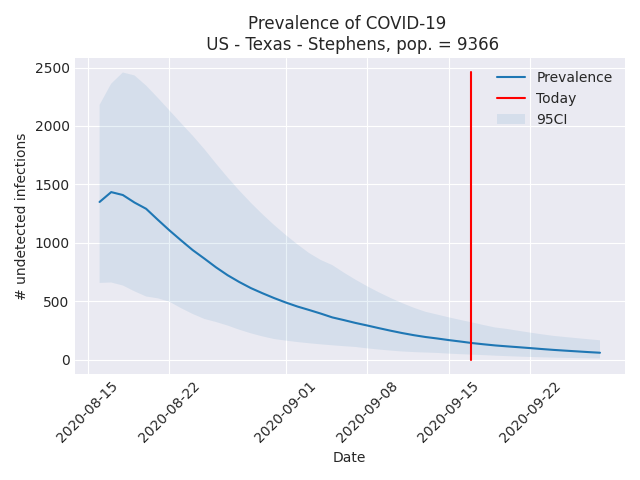 Prevalence of COVID-19
US - Texas - Stephens, pop. = 9366
2500
2000
1500
1000
500
0
# undetected infections
Prevalence
Today
95CI
2020-08-15
2020-08-22
2020-09-01
2020-09-08
2020-09-15
2020-09-22
Date